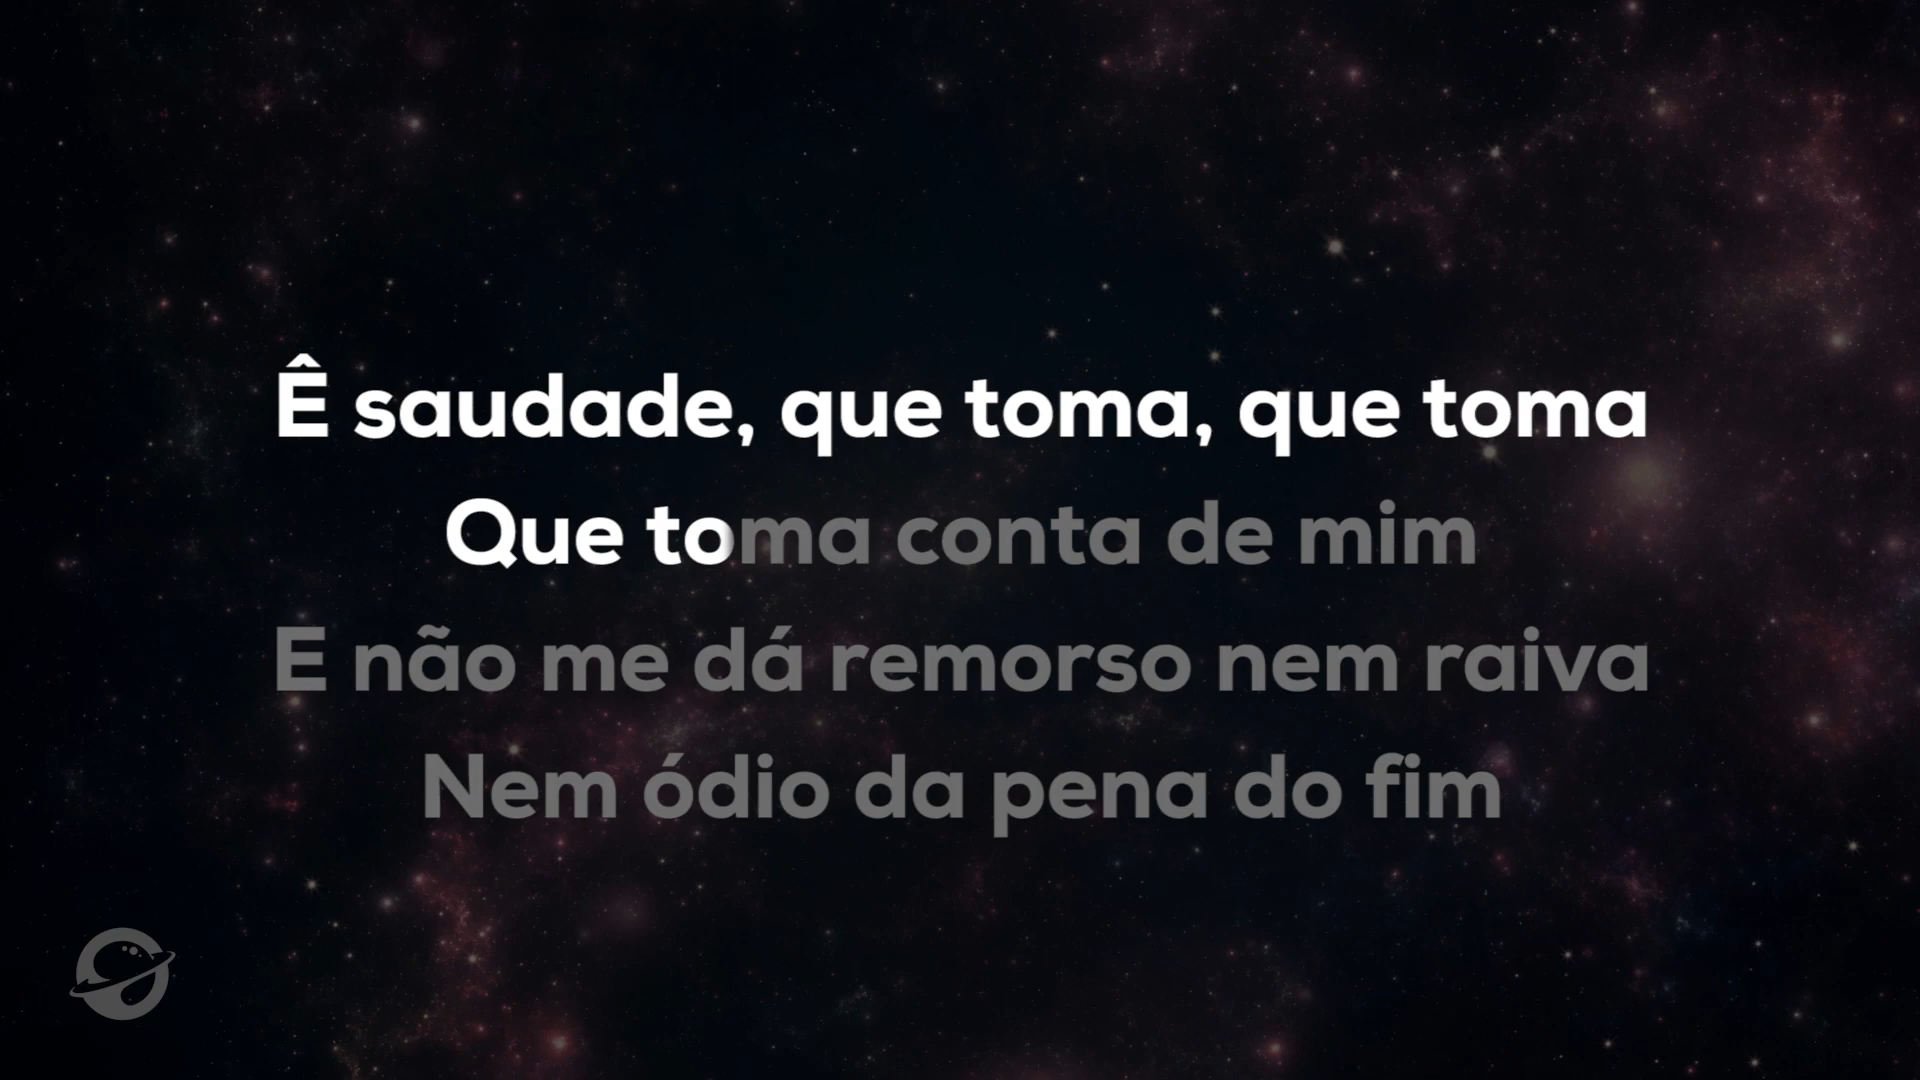 Ê saudade, que toma, que toma
Que toma conta de mim
E não me dá remorso nem raiva
Nem ódio da pena do fim